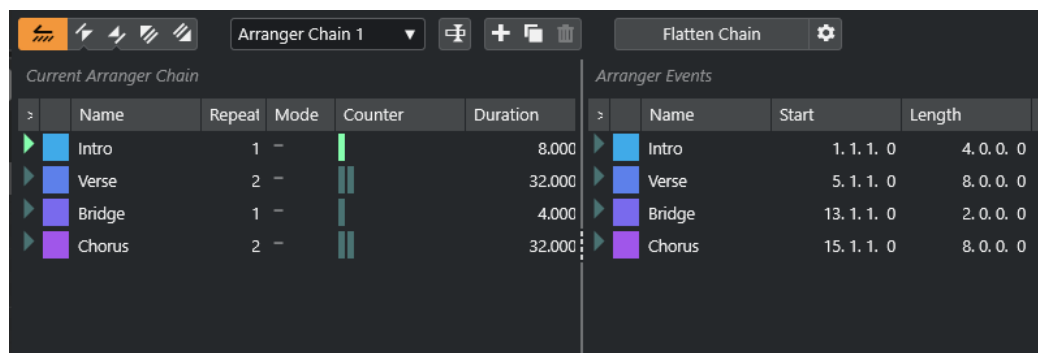 Arranger Chain 1
Flatten Chain
Current Arranger Chain
Arranger Events
> Name Repeat Mode Counter Duration
> Name Start Length
Intro 1 – 8.000
Intro 1. 1. 1. 0 4. 0. 0. 0
Verse 2 – 32.000
Verse 5. 1. 1. 0 8. 0. 0. 0
Bridge 1 – 4.000
Bridge 13. 1. 1. 0 2. 0. 0. 0
Chorus 2 – 32.000
Chorus 15. 1. 1. 0 8. 0. 0. 0